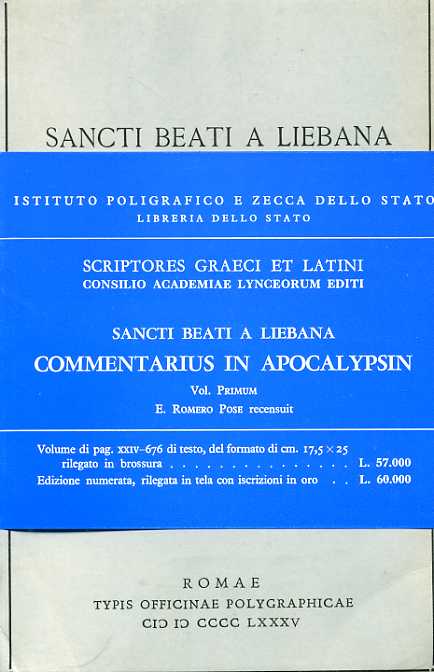 SANCTI BEATI A LIEBANA
ISTITUTO POLIGRAFICO E ZECCA DELLO STATO
LIBRERIA DELLO STATO
SCRIPTORES GRAECI ET LATINI
CONSILIO ACADEMIAE LYNCEORUM EDITI
SANCTI BEATI A LIEBANA
COMMENTARIUS IN APOCALYPSIN
Vol. PRIMUM
E. ROMERO POSE recensuit
Volume di pag. XXIV-676 di testo, del formato di cm. 17,5 × 25
rilegato in brossura . . . . . . . . . . . . . . L. 57.000
Edizione numerata, rilegata in tela con iscrizioni in oro . . L. 60.000
ROMAE
TYPIS OFFICINAE POLYGRAPHICAE
CIↃ IↃ CCCC LXXXV